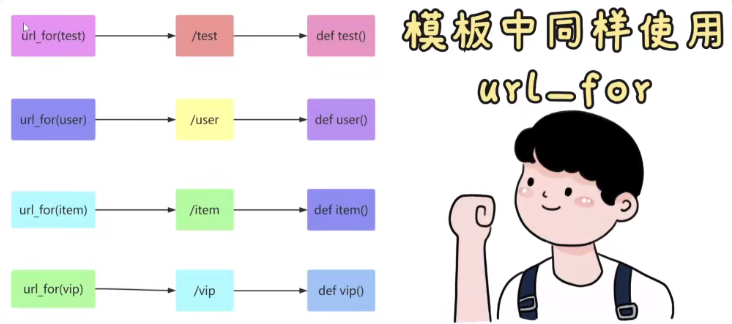 url_for(test) /test def test()
url_for(user) /user def user()
url_for(item) /item def item()
url_for(vip) /vip def vip()
模板中同样使用
url_for